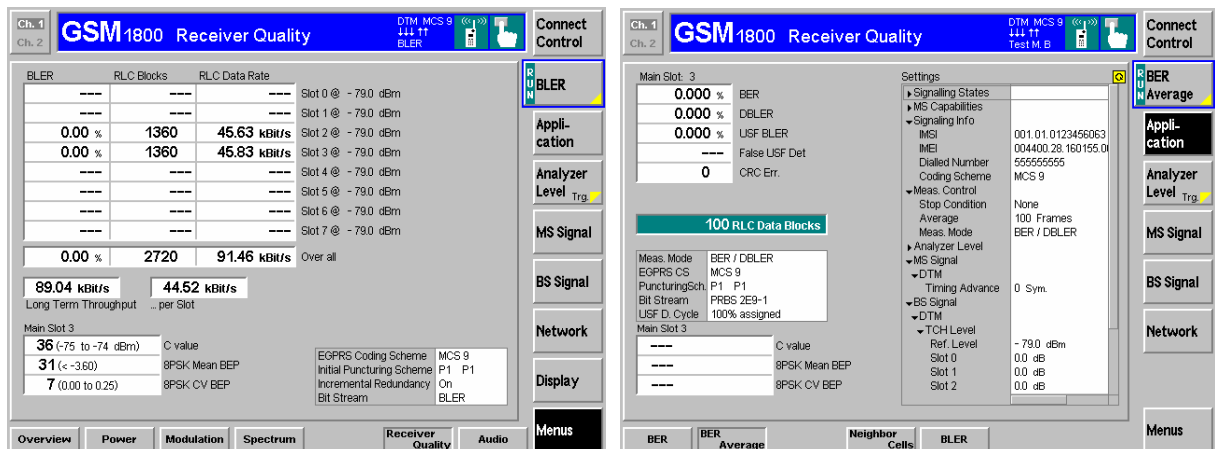 Ch. 1
Ch. 2
GSM 1800 Receiver Quality
DTM MCS 9
↓↓↓ ↑↑
BLER
Connect Control
BLER RLC Blocks RLC Data Rate
--- --- --- Slot 0 @ - 79.0 dBm
--- --- --- Slot 1 @ - 79.0 dBm
0.00 % 1360 45.63 kBit/s Slot 2 @ - 79.0 dBm
0.00 % 1360 45.83 kBit/s Slot 3 @ - 79.0 dBm
--- --- --- Slot 4 @ - 79.0 dBm
--- --- --- Slot 5 @ - 79.0 dBm
--- --- --- Slot 6 @ - 79.0 dBm
--- --- --- Slot 7 @ - 79.0 dBm
0.00 % 2720 91.46 kBit/s Over all
89.04 kBit/s 44.52 kBit/s
Long Term Throughput ... per Slot
Main Slot 3
36 (-75 to -74 dBm) C value
31 (< -3.60) 8PSK Mean BEP
7 (0.00 to 0.25) 8PSK CV BEP
EGPRS Coding Scheme MCS 9
Initial Puncturing Scheme P1 P1
Incremental Redundancy On
Bit Stream BLER
RUN
BLER
Appli-
cation
Analyzer
Level Trg.
MS Signal
BS Signal
Network
Display
Menus
Overview Power Modulation Spectrum Receiver Quality Audio
Ch. 1
Ch. 2
GSM 1800 Receiver Quality
DTM MCS 9
↓↓↓ ↑↑
Test M. B
Connect Control
Main Slot: 3
0.000 % BER
0.000 % DBLER
0.000 % USF BLER
--- False USF Det
0 CRC Err.
100 RLC Data Blocks
Meas. Mode BER / DBLER
EGPRS CS MCS 9
PuncturingSch. P1 P1
Bit Stream PRBS 2E9-1
USF D. Cycle 100% assigned
Main Slot 3
--- C value
--- 8PSK Mean BEP
--- 8PSK CV BEP
Settings
Signalling States
MS Capabilities
Signaling Info
IMSI 001.01.0123456063
IMEI 004400.28.160155.0
Dialled Number 555555555
Coding Scheme MCS 9
Meas. Control
Stop Condition None
Average 100 Frames
Meas. Mode BER / DBLER
Analyzer Level
MS Signal
DTM
Timing Advance 0 Sym.
BS Signal
DTM
TCH Level
Ref. Level - 79.0 dBm
Slot 0 0.0 dB
Slot 1 0.0 dB
Slot 2 0.0 dB
RUN
BER
Average
Appli-
cation
Analyzer
Level Trg.
MS Signal
BS Signal
Network
Menus
BER BER Average Neighbor Cells BLER